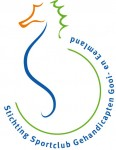 Stichting Sportclub Gehandicapten Gooi- en Eemland